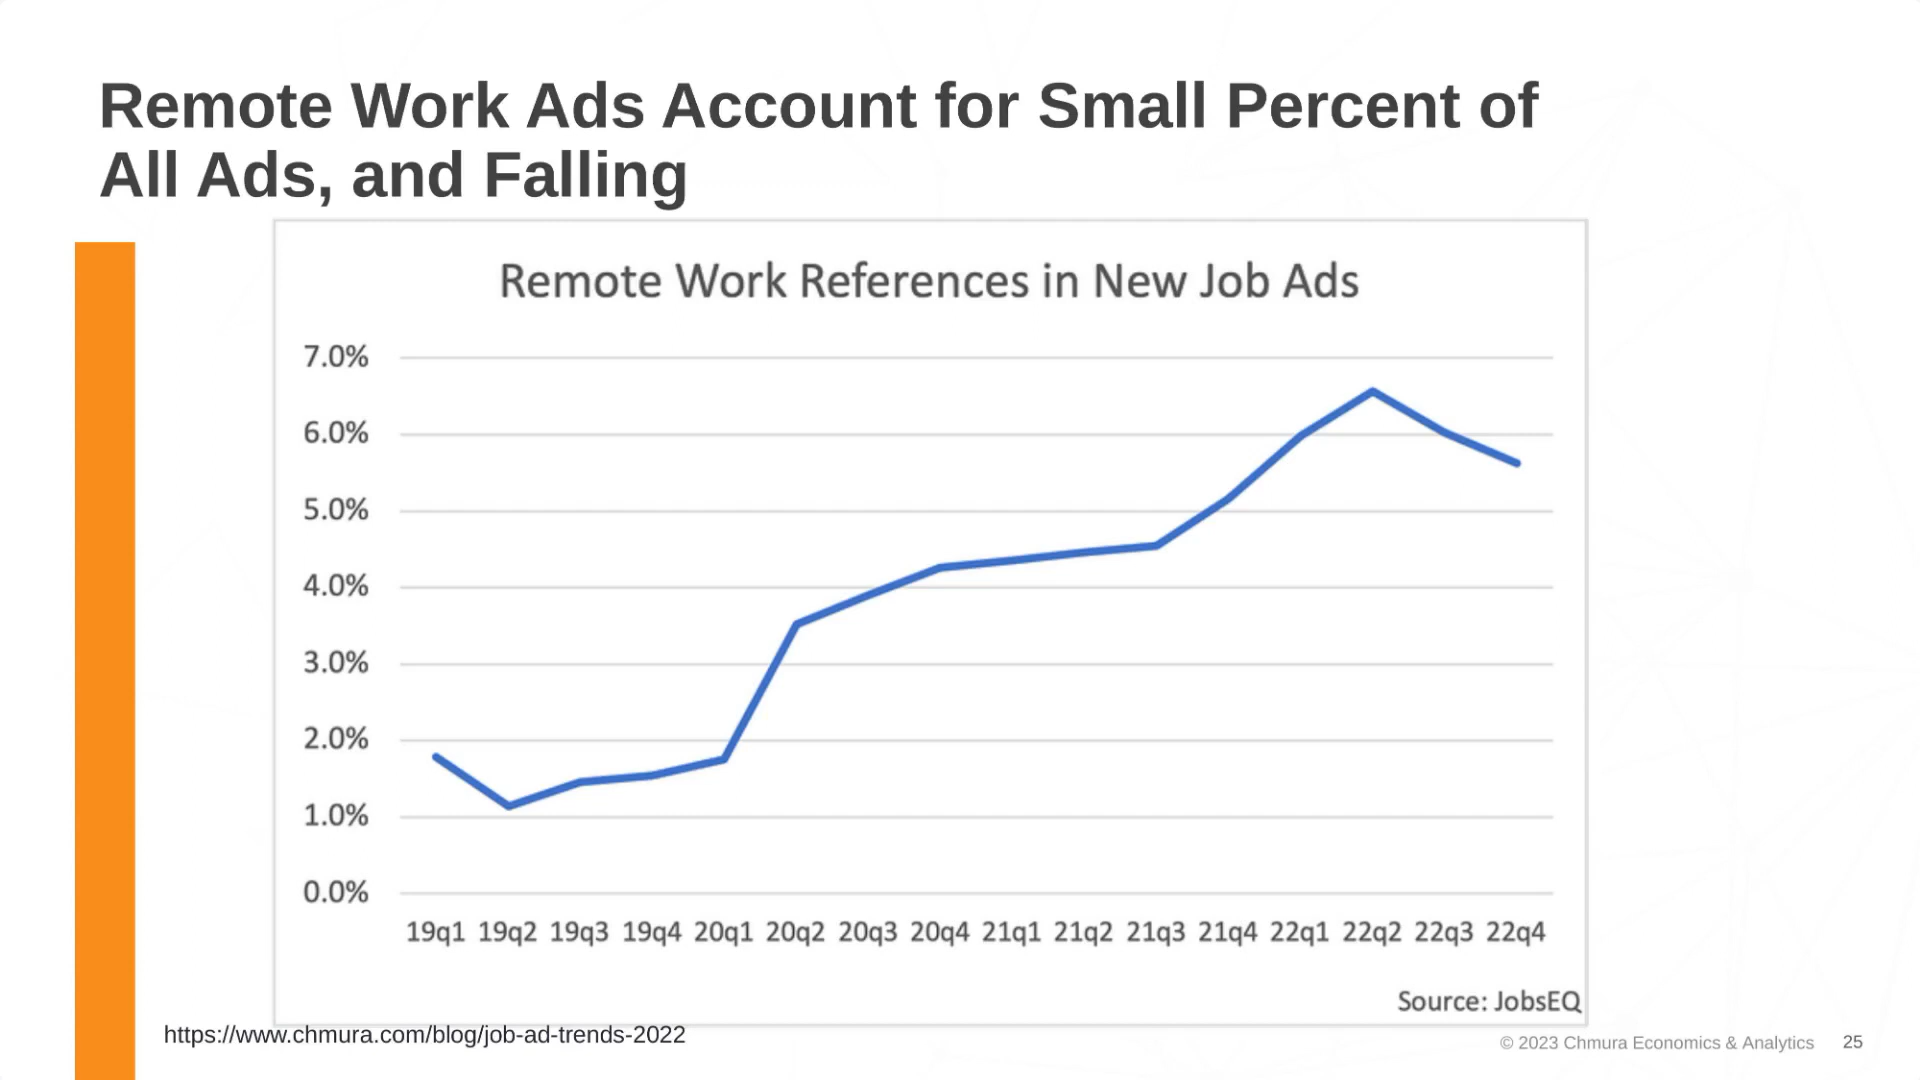 Remote Work Ads Account for Small Percent of
All Ads, and Falling
Remote Work References in New Job Ads
7.0%
6.0%
5.0%
4.0%
3.0%
2.0%
1.0%
0.0%
19q1 19q2 19q3 19q4 20q1 20q2 20q3 20q4 21q1 21q2 21q3 21q4 22q1 22q2 22q3 22q4
Source: JobsEQ
https://www.chmura.com/blog/job-ad-trends-2022
© 2023 Chmura Economics & Analytics 25